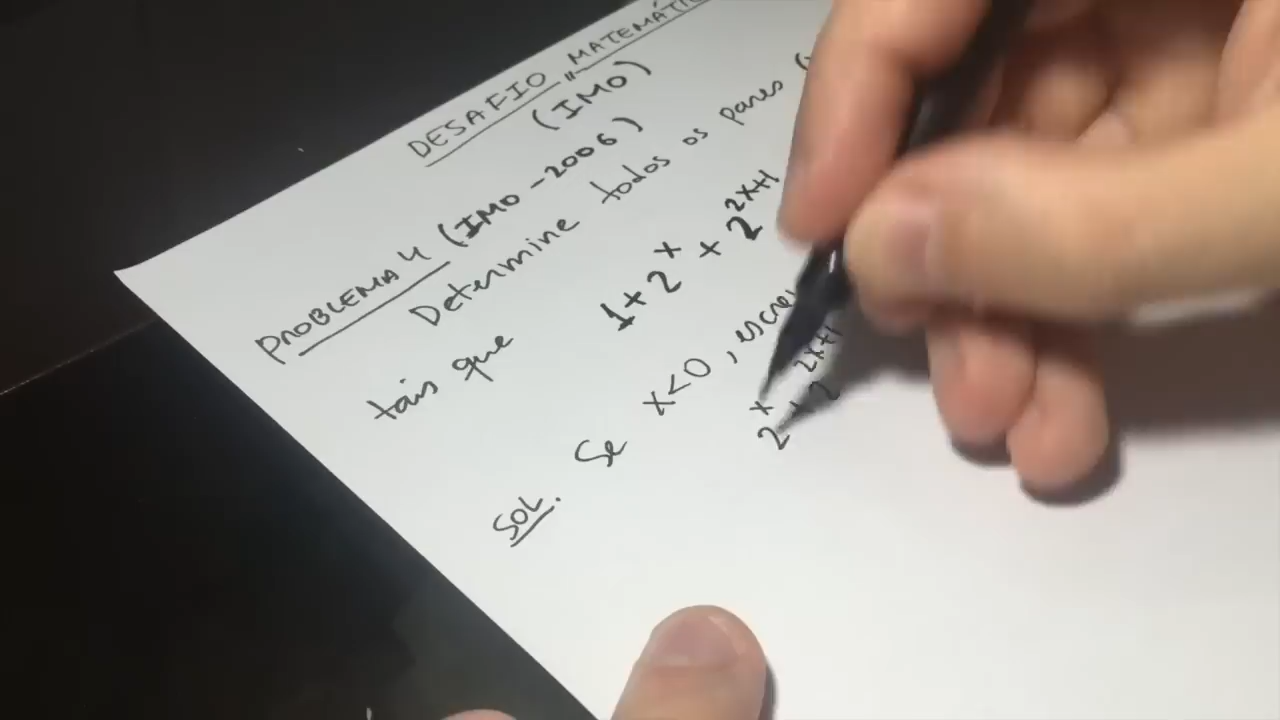 DESAFIO MATEMÁTI
(IMO)
PROBLEMA 4 (IMO - 2006)
Determine todos os pares (
tais que 1 + 2^x + 2^{2x+1}
SOL. Se x < 0, escrev
2^x + 2^{2x+1}